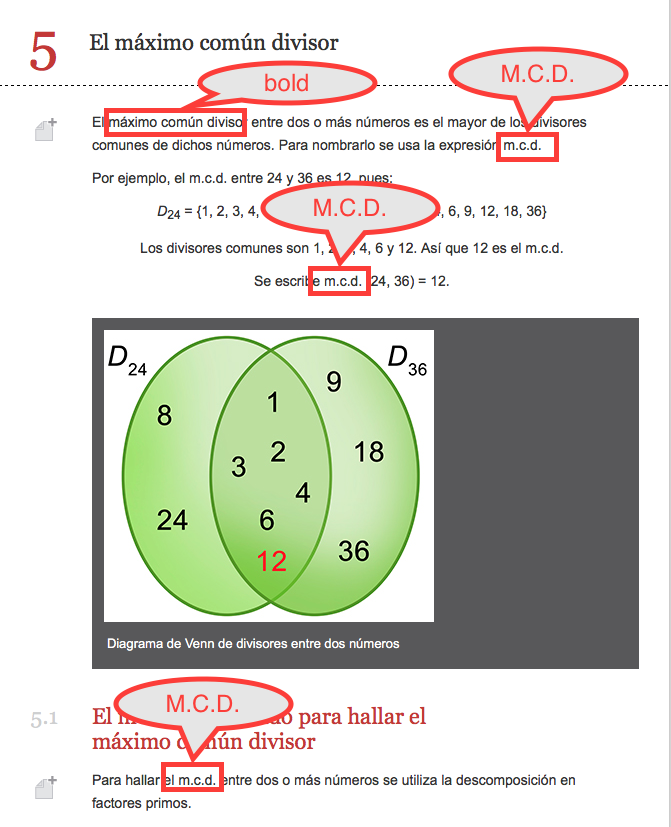 5 El máximo común divisor
bold
M.C.D.
El máximo común divisor entre dos o más números es el mayor de los divisores
comunes de dichos números. Para nombrarlo se usa la expresión m.c.d.
Por ejemplo, el m.c.d. entre 24 y 36 es 12, pues:
M.C.D.
D24 = {1, 2, 3, 4, 6, 9, 12, 18, 36}
Los divisores comunes son 1, 4, 6 y 12. Así que 12 es el m.c.d.
Se escribe m.c.d. (24, 36) = 12.
D24 D36
8 1 9
3 2 18
4
24 6
12 36
Diagrama de Venn de divisores entre dos números
M.C.D.
5.1 El para hallar el
máximo común divisor
Para hallar el m.c.d. entre dos o más números se utiliza la descomposición en
factores primos.